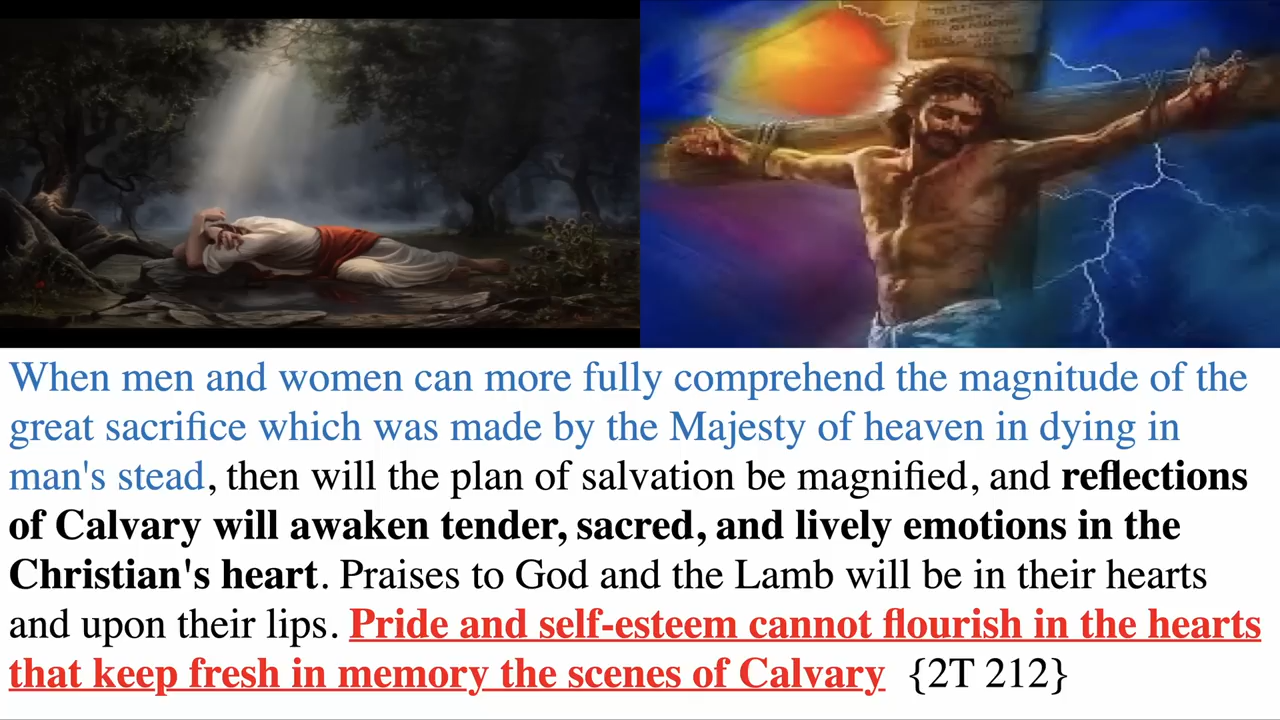 When men and women can more fully comprehend the magnitude of the
great sacrifice which was made by the Majesty of heaven in dying in
man's stead, then will the plan of salvation be magnified, and reflections
of Calvary will awaken tender, sacred, and lively emotions in the
Christian's heart. Praises to God and the Lamb will be in their hearts
and upon their lips. Pride and self-esteem cannot flourish in the hearts
that keep fresh in memory the scenes of Calvary {2T 212}